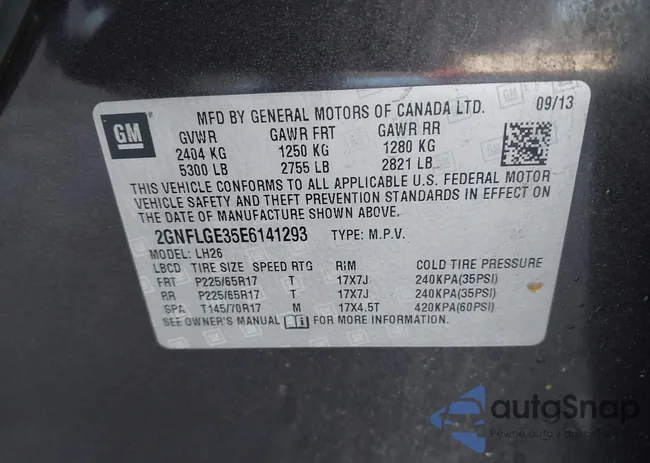 MFD BY GENERAL MOTORS OF CANADA LTD. 09/13
GM
GVWR GAWR FRT GAWR RR
2404 KG 1250 KG 1280 KG
5300 LB 2755 LB 2821 LB
THIS VEHICLE CONFORMS TO ALL APPLICABLE U.S. FEDERAL MOTOR
VEHICLE SAFETY AND THEFT PREVENTION STANDARDS IN EFFECT ON
THE DATE OF MANUFACTURE SHOWN ABOVE.
2GNFLGE35E6141293 TYPE: M.P.V.
MODEL: LH26
LBCD TIRE SIZE SPEED RTG RIM COLD TIRE PRESSURE
FRT P225/65R17 T 17X7J 240KPA(35PSI)
RR P225/65R17 T 17X7J 240KPA(35PSI)
SPA T145/70R17 M 17X4.5T 420KPA(60PSI)
SEE OWNER'S MANUAL FOR MORE INFORMATION.
autoSnap
Pewne auto z aukcji